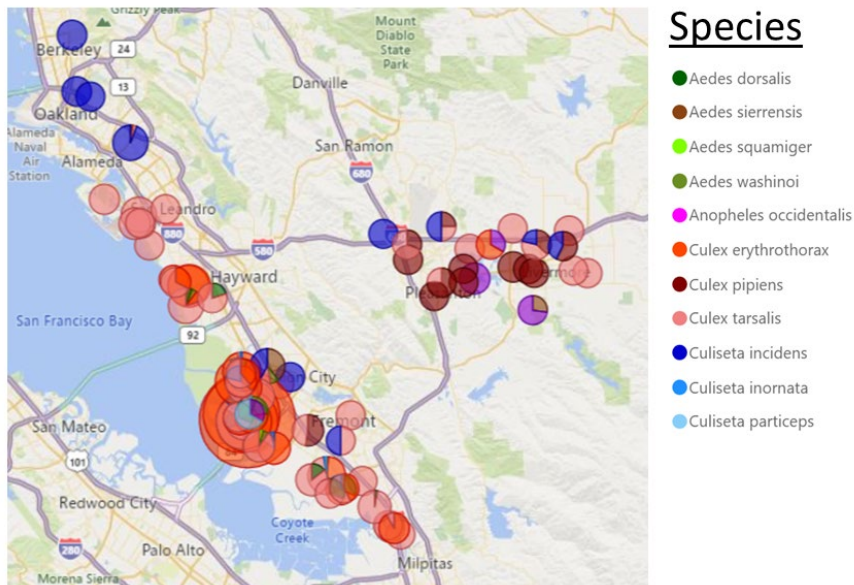 Species
Aedes dorsalis
Aedes sierrensis
Aedes squamiger
Aedes washinoi
Anopheles occidentalis
Culex erythrothorax
Culex pipiens
Culex tarsalis
Culiseta incidens
Culiseta inornata
Culiseta particeps
Grizzly Peak
Mount
Diablo
State
Park
Berkeley
24
13
Danville
Oakland
Alameda
Naval
Air
Station
Alameda
San Ramon
680
Leandro
880
580
Hayward
San Francisco Bay
92
City
San Mateo
Fremont
101
Redwood City
Coyote
Creek
280
Palo Alto
Milpitas
Morena Sierra